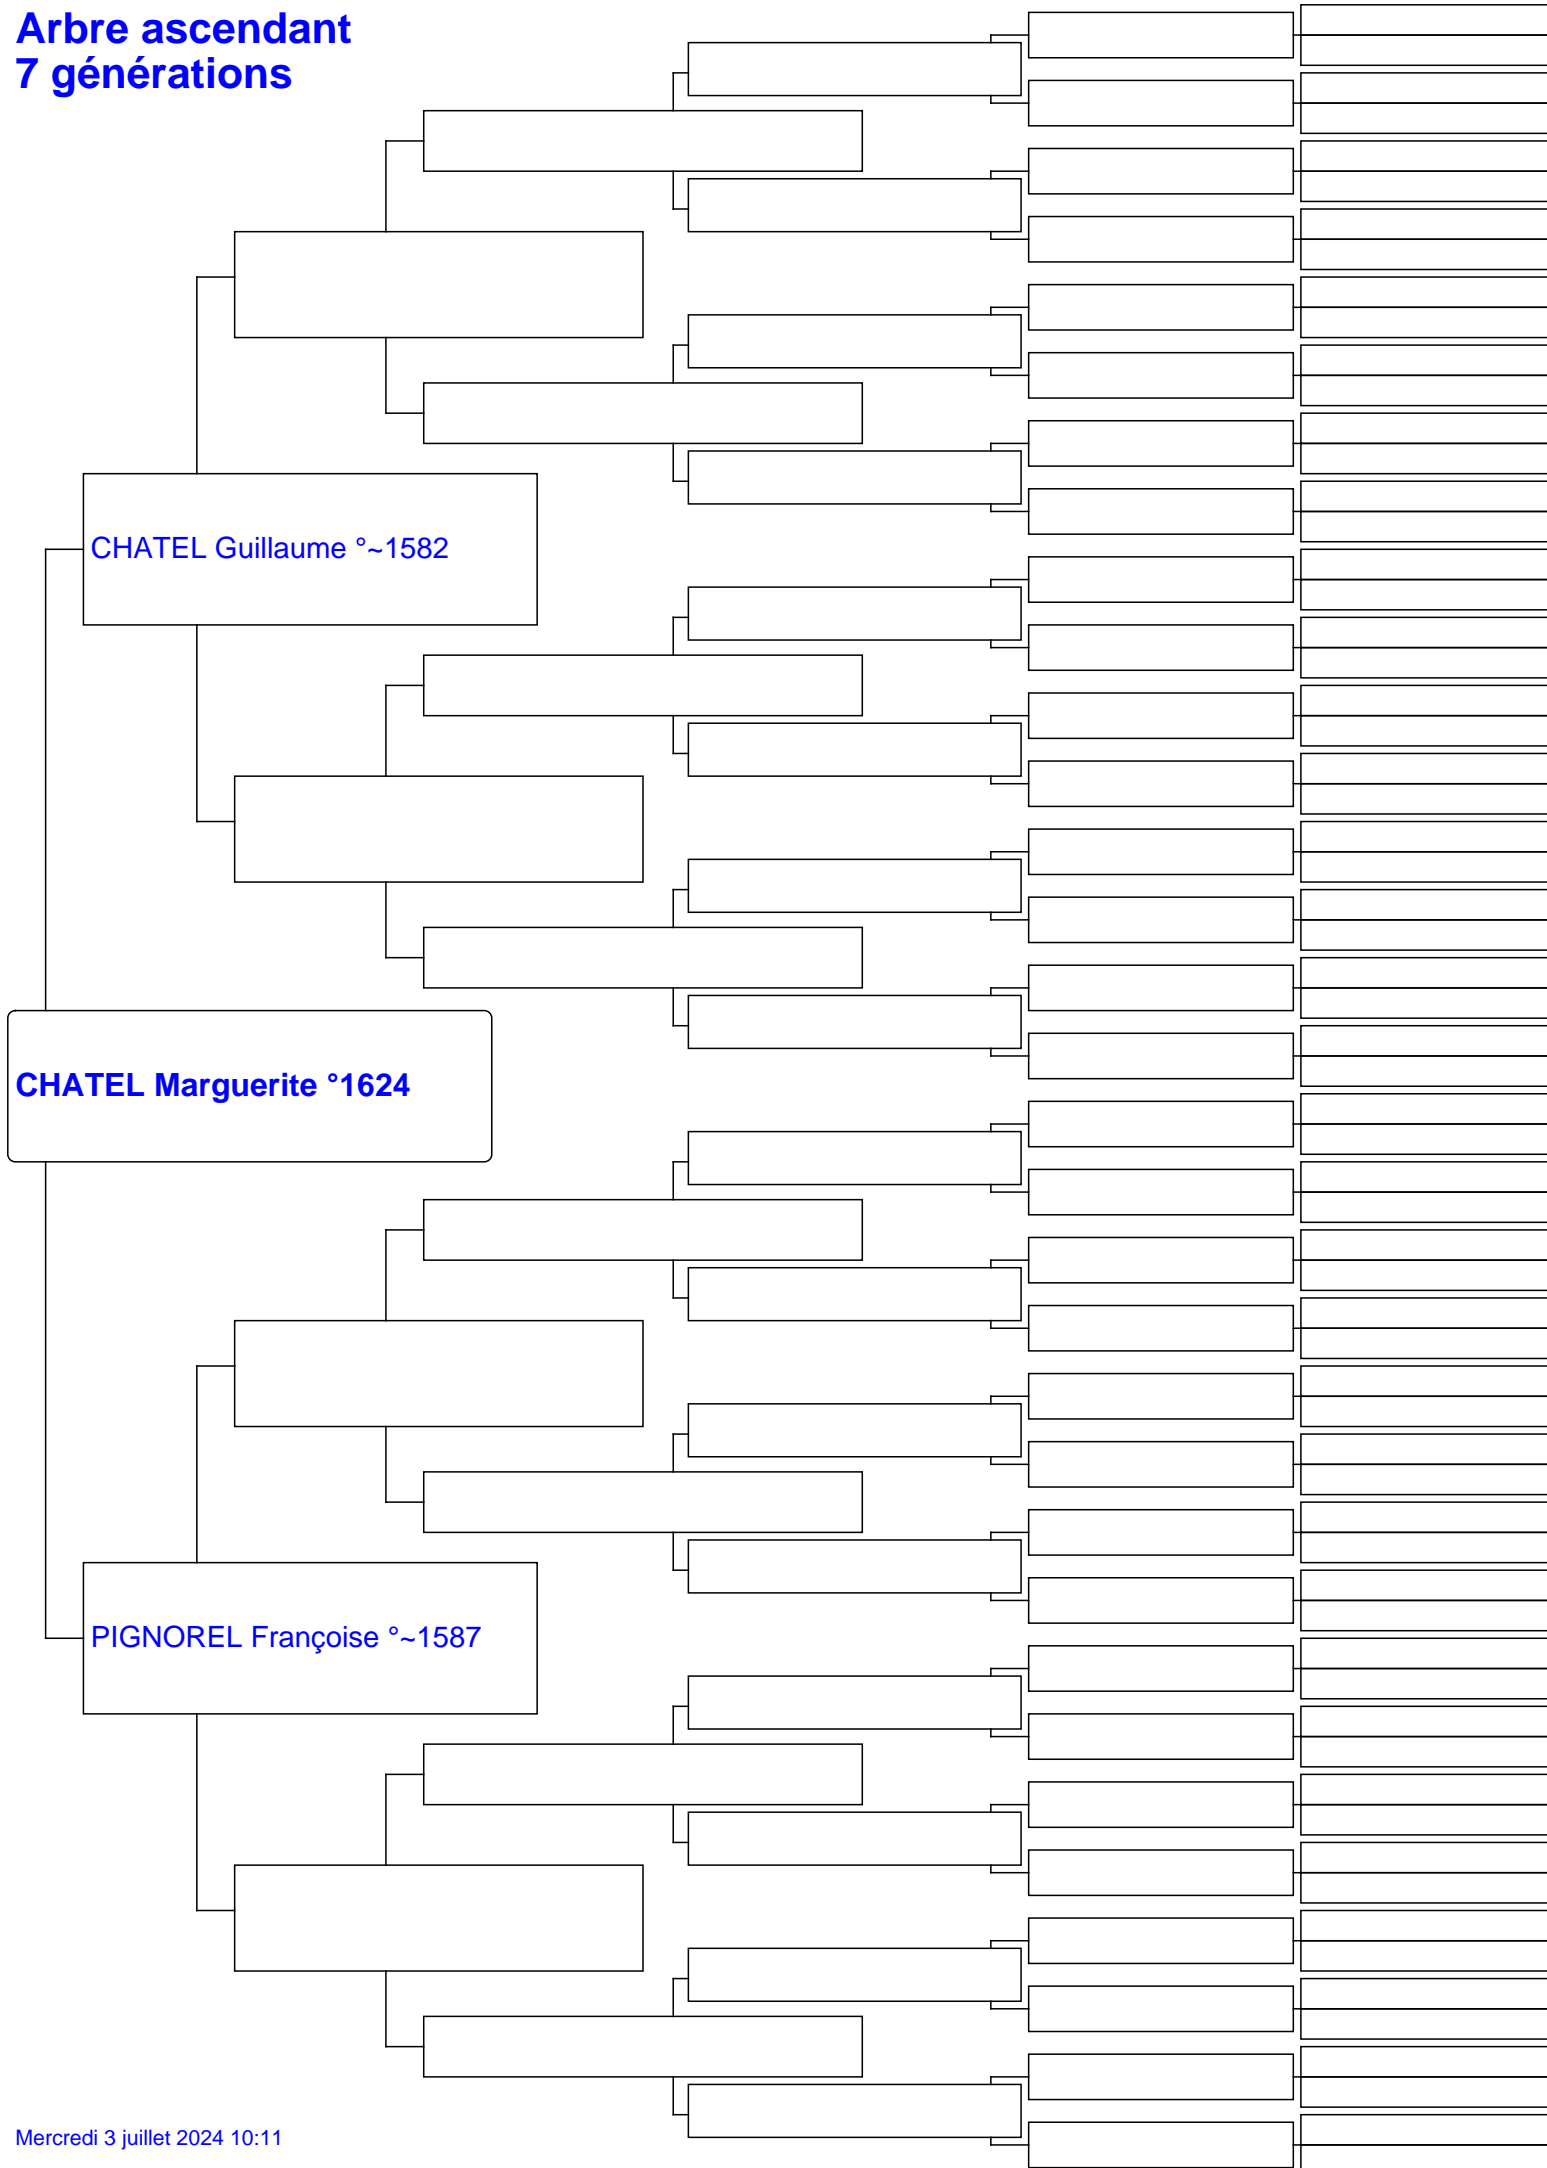 Arbre ascendant
7 générations
CHATEL Guillaume °~1582
CHATEL Marguerite °1624
PIGNOREL Françoise °~1587
Mercredi 3 juillet 2024 10:11